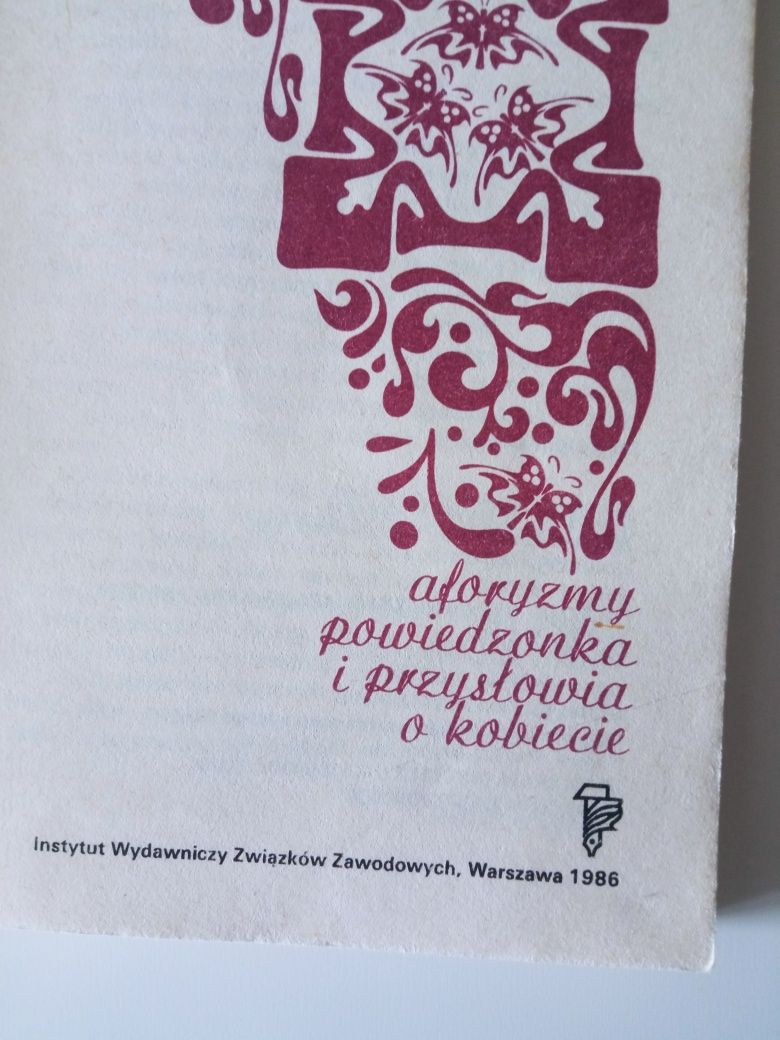 aforyzmy
powiedzonka
i przysłowia
o kobiecie
Instytut Wydawniczy Związków Zawodowych, Warszawa 1986